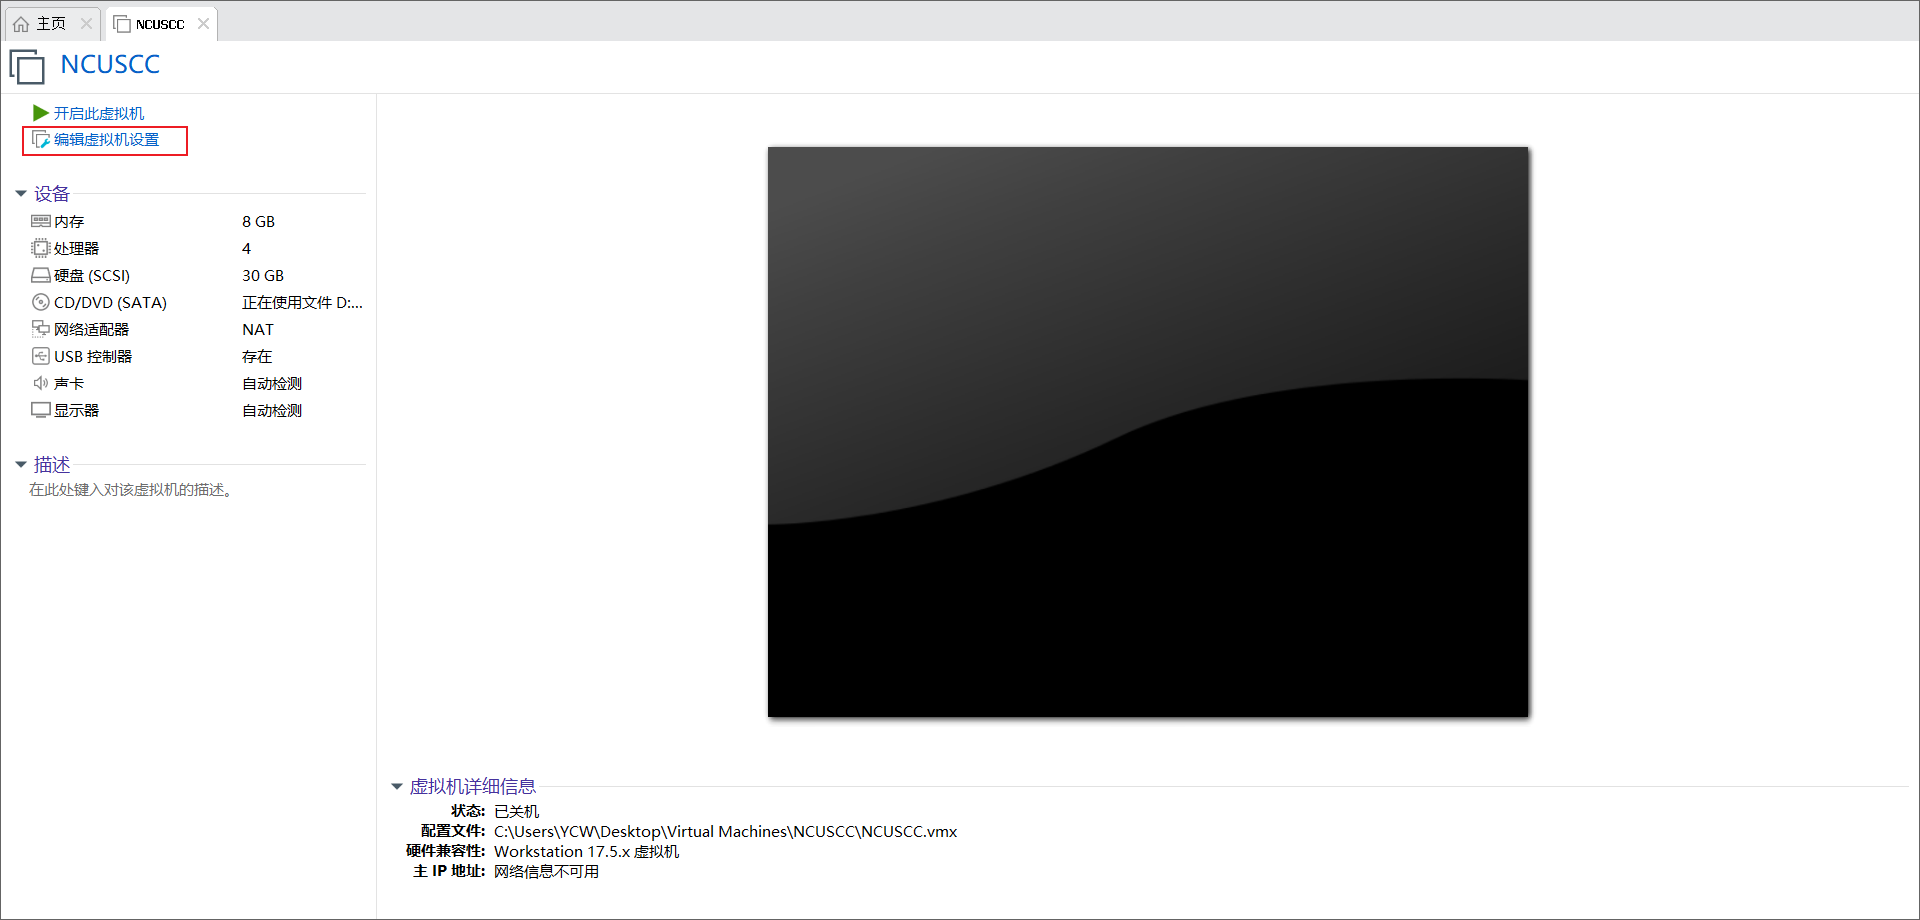 主页
NCUSCC
NCUSCC
开启此虚拟机
编辑虚拟机设置
设备
内存 8 GB
处理器 4
硬盘 (SCSI) 30 GB
CD/DVD (SATA) 正在使用文件 D:...
网络适配器 NAT
USB 控制器 存在
声卡 自动检测
显示器 自动检测
描述
在此处键入对该虚拟机的描述。
虚拟机详细信息
状态: 已关机
配置文件: C:\Users\YCW\Desktop\Virtual Machines\NCUSCC\NCUSCC.vmx
硬件兼容性: Workstation 17.5.x 虚拟机
主 IP 地址: 网络信息不可用